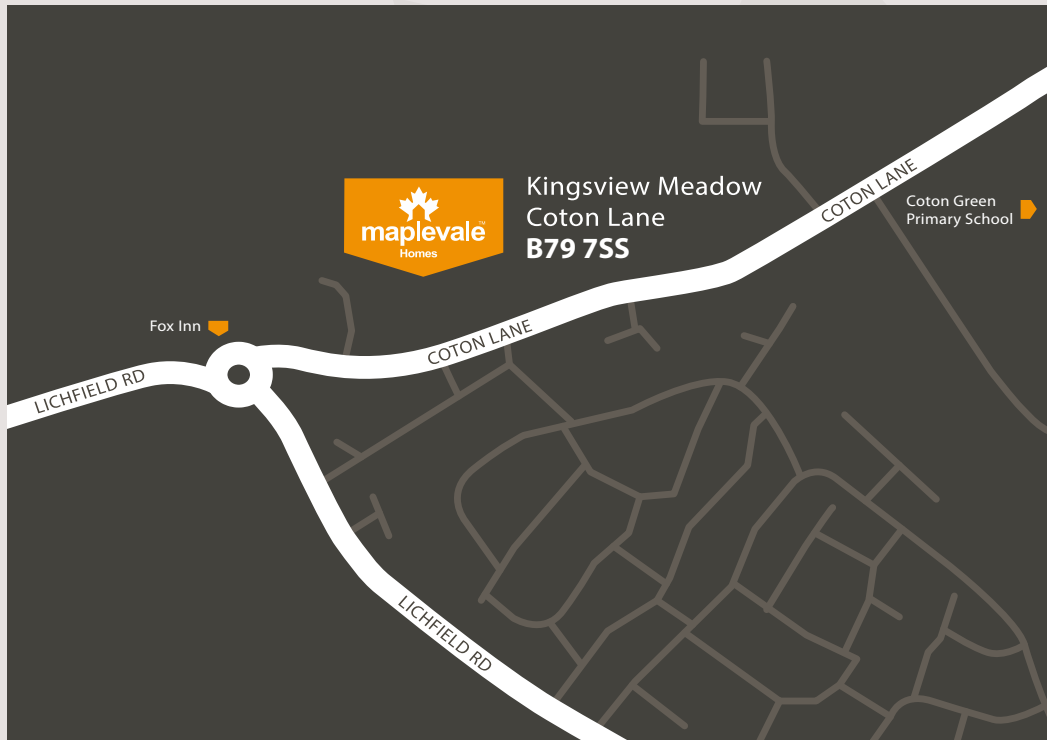 Kingsview Meadow
Coton Lane
B79 7SS
maplevale™
Homes
COTON LANE
Coton Green
Primary School
Fox Inn
COTON LANE
LICHFIELD RD
LICHFIELD RD